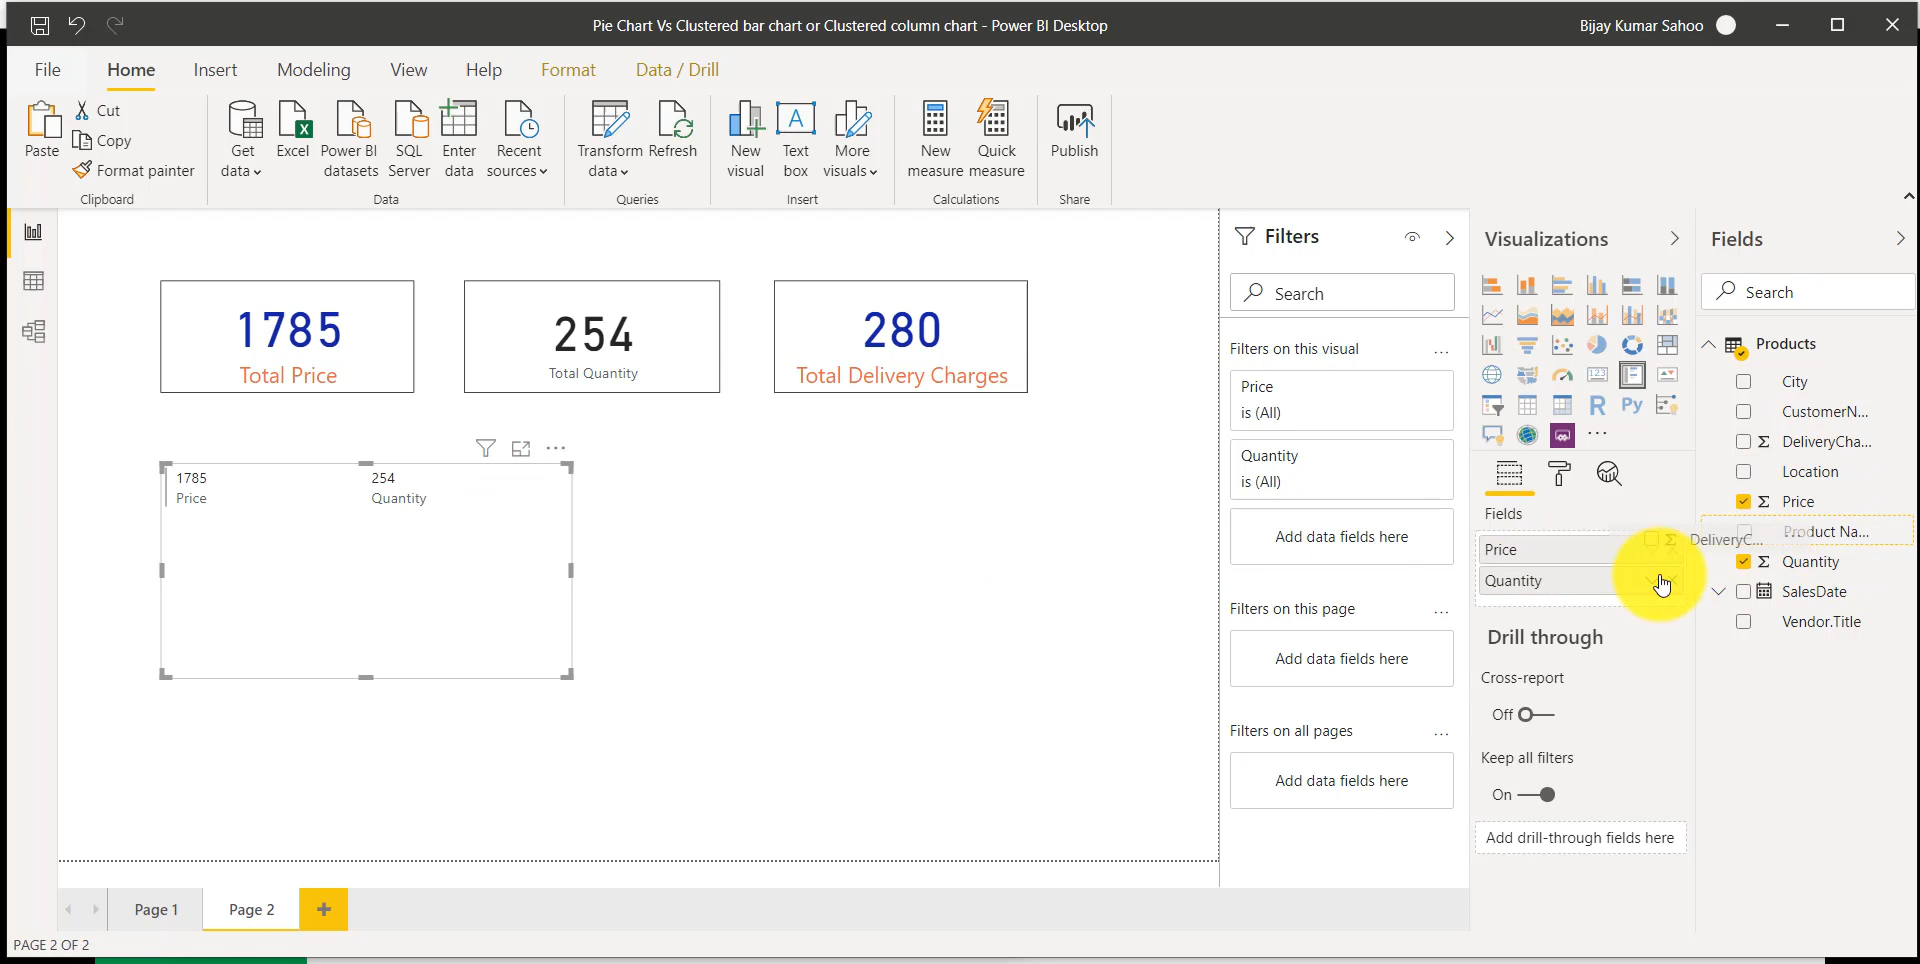 Pie Chart Vs Clustered bar chart or Clustered column chart - Power BI Desktop
Bijay Kumar Sahoo
File Home Insert Modeling View Help Format Data / Drill
Paste
Cut
Copy
Format painter
Clipboard
Get data
Excel
Power BI datasets
SQL Server
Enter data
Recent sources
Data
Transform data
Refresh
Queries
New visual
A
Text box
More visuals
Insert
New measure
Quick measure
Calculations
Publish
Share
1785
Total Price
254
Total Quantity
280
Total Delivery Charges
1785
Price
254
Quantity
Filters
Search
Filters on this visual ...
Price
is (All)
Quantity
is (All)
Add data fields here
Filters on this page ...
Add data fields here
Filters on all pages ...
Add data fields here
Visualizations
123
R
Py
...
Fields
Price
Quantity
DeliveryC...
Drill through
Cross-report
Off
Keep all filters
On
Add drill-through fields here
Fields
Search
Products
City
CustomerN...
Σ DeliveryCha...
Location
Σ Price
Product Na...
Σ Quantity
SalesDate
Vendor.Title
Page 1
Page 2
+
PAGE 2 OF 2